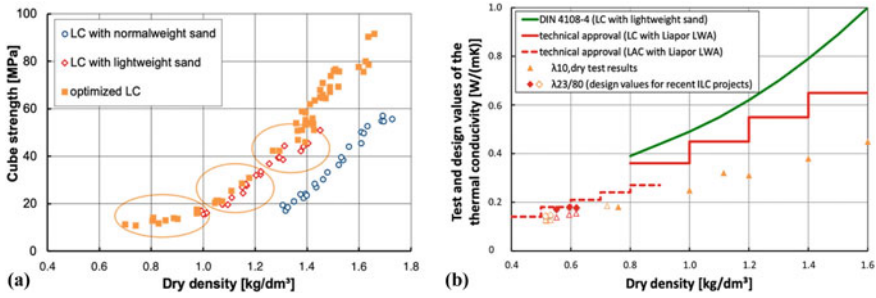 100
80
60
40
20
0
Cube strength [MPa]
LC with normalweight sand
LC with lightweight sand
optimized LC
0.6 0.8 1.0 1.2 1.4 1.6 1.8
Dry density [kg/dm³]
(a)
1.0
0.8
0.6
0.4
0.2
0.0
Test and design values of the
thermal conductivity [W/(mK)]
DIN 4108-4 (LC with lightweight sand)
technical approval (LC with Liapor LWA)
technical approval (LAC with Liapor LWA)
λ10,dry test results
λ23/80 (design values for recent ILC projects)
0.4 0.6 0.8 1.0 1.2 1.4 1.6
Dry density [kg/dm³]
(b)